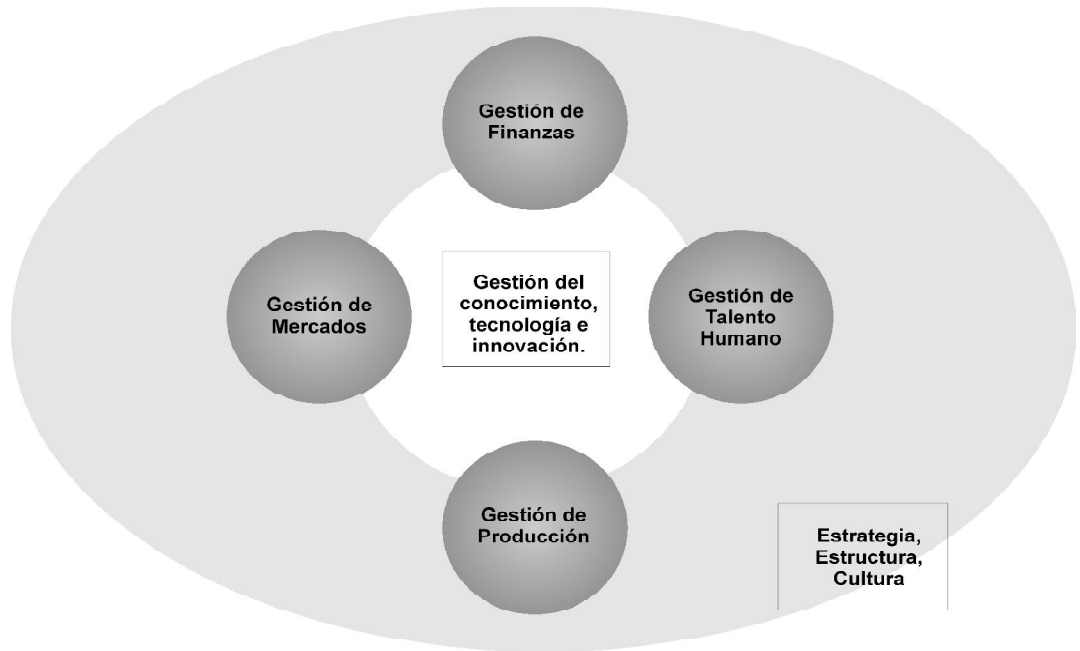 Gestión de
Finanzas
Gestión de
Mercados
Gestión del
conocimiento,
tecnología e
innovación.
Gestión de
Talento
Humano
Gestión de
Producción
Estrategia,
Estructura,
Cultura